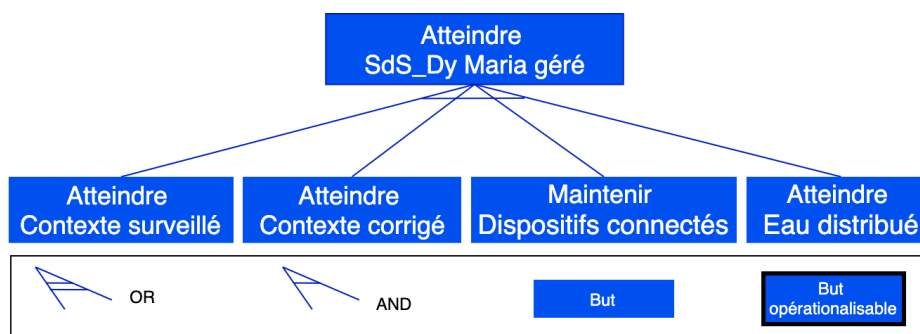 Atteindre
SdS_Dy Maria géré
Atteindre
Contexte surveillé
Atteindre
Contexte corrigé
Maintenir
Dispositifs connectés
Atteindre
Eau distribué
OR
AND
But
But
opérationalisable